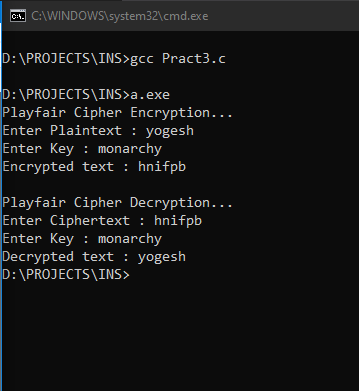 C:\WINDOWS\system32\cmd.exe
D:\PROJECTS\INS>gcc Pract3.c
D:\PROJECTS\INS>a.exe
Playfair Cipher Encryption...
Enter Plaintext : yogesh
Enter Key : monarchy
Encrypted text : hnifpb
Playfair Cipher Decryption...
Enter Ciphertext : hnifpb
Enter Key : monarchy
Decrypted text : yogesh
D:\PROJECTS\INS>